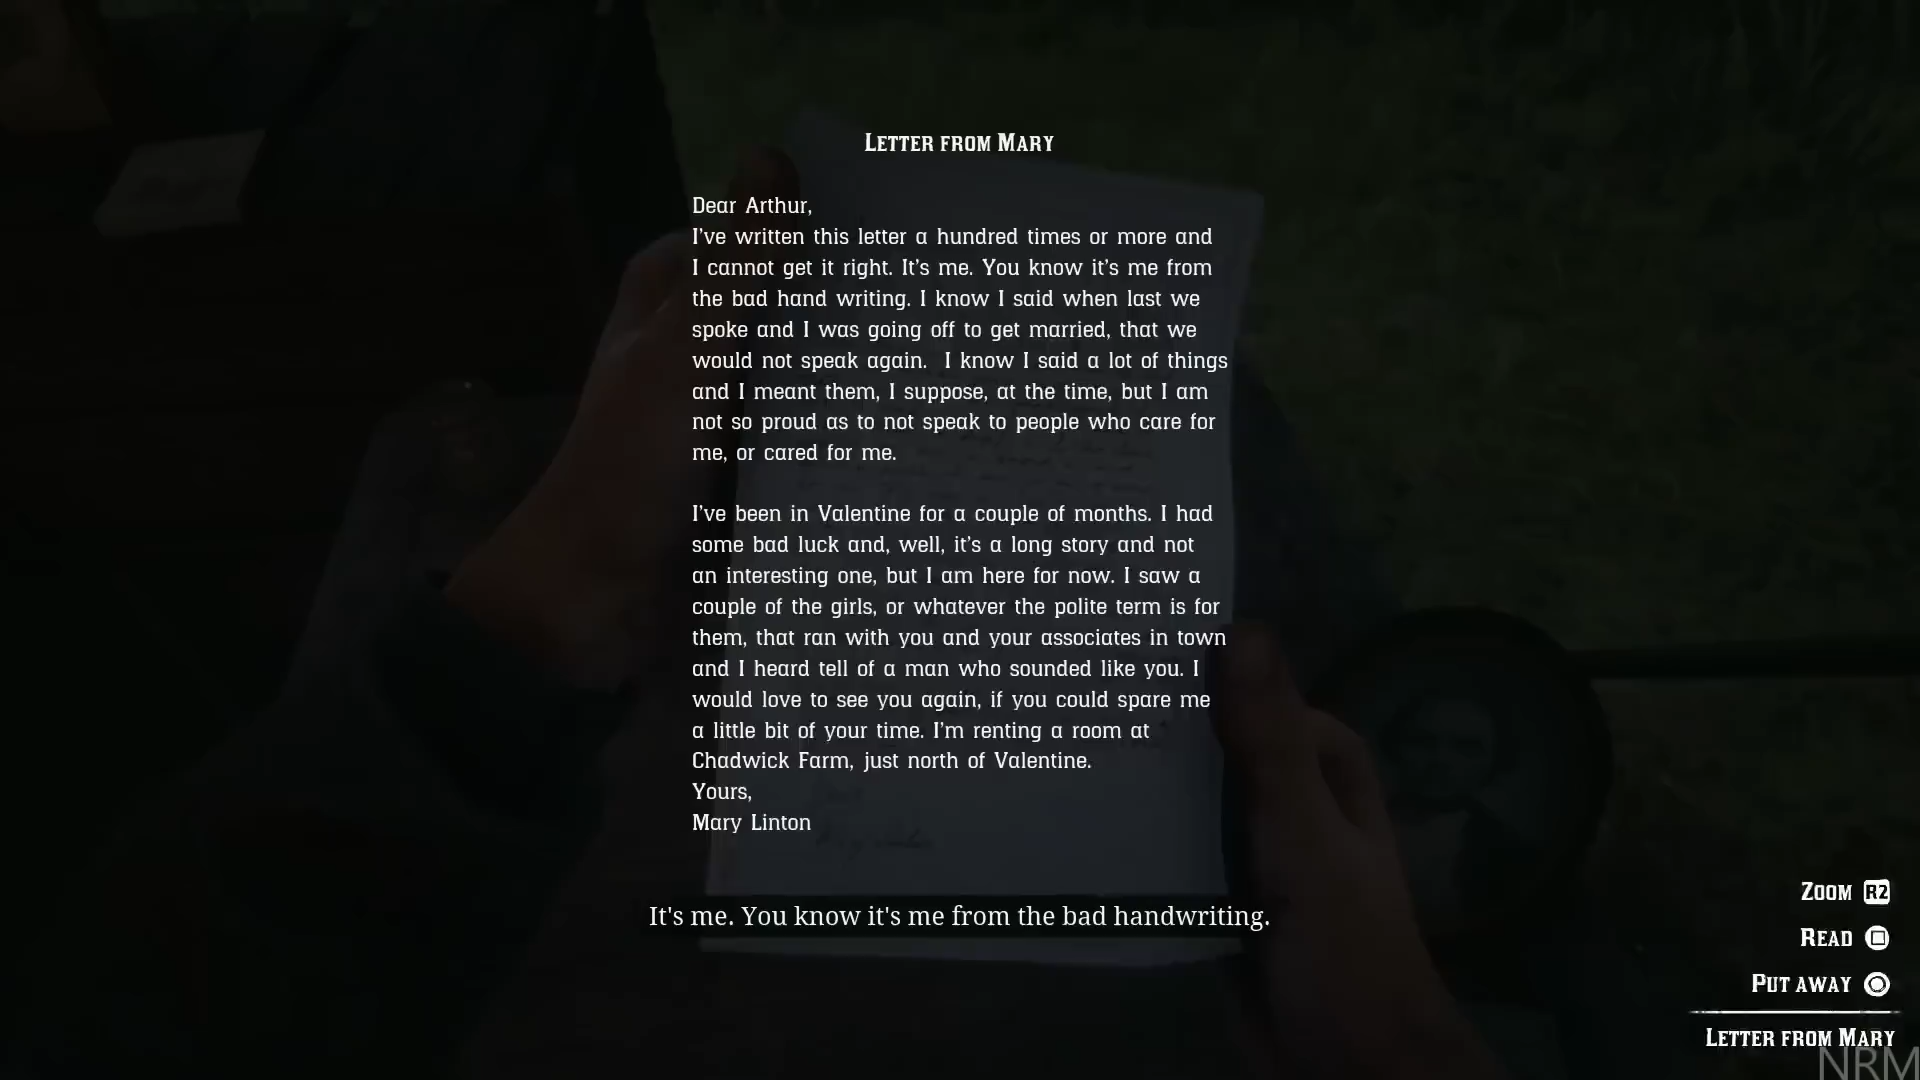 LETTER FROM MARY
Dear Arthur,
I've written this letter a hundred times or more and
I cannot get it right. It's me. You know it's me from
the bad hand writing. I know I said when last we
spoke and I was going off to get married, that we
would not speak again.  I know I said a lot of things
and I meant them, I suppose, at the time, but I am
not so proud as to not speak to people who care for
me, or cared for me.
I've been in Valentine for a couple of months. I had
some bad luck and, well, it's a long story and not
an interesting one, but I am here for now. I saw a
couple of the girls, or whatever the polite term is for
them, that ran with you and your associates in town
and I heard tell of a man who sounded like you. I
would love to see you again, if you could spare me
a little bit of your time. I'm renting a room at
Chadwick Farm, just north of Valentine.
Yours,
Mary Linton
It's me. You know it's me from the bad handwriting.
ZOOM R2
READ
PUT AWAY
LETTER FROM MARY
NRM